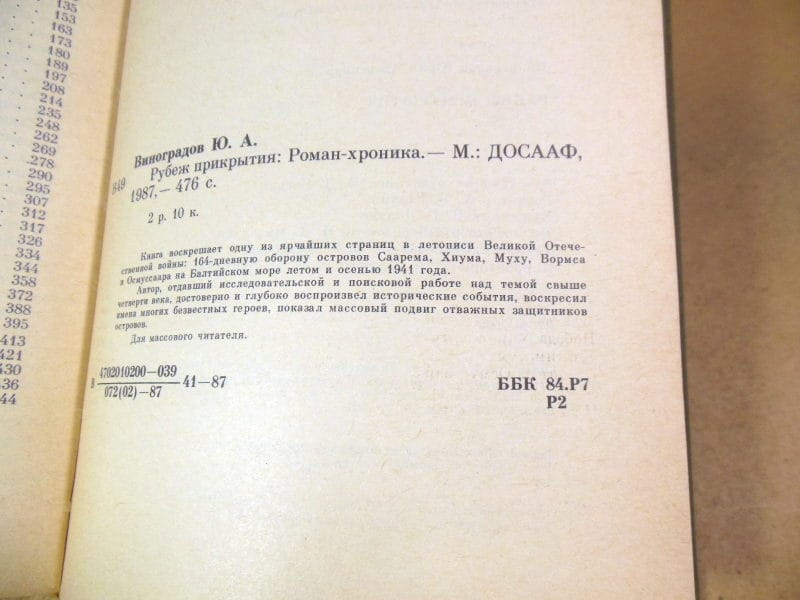 135
153
163
173
180
189
197
208
214
235
248
262
269
278
290
295
307
312
317
326
334
344
358
372
388
395
413
421
430
436
44
Виноградов Ю. А.
В49 Рубеж прикрытия: Роман-хроника.— М.: ДОСААФ,
1987,— 476 с.
2 р. 10 к.
Книга воскрешает одну из ярчайших страниц в летописи Великой Отече-
ственной войны: 164-дневную оборону островов Саарема, Хиума, Муху, Вормса
и Осмуссаара на Балтийском море летом и осенью 1941 года.
Автор, отдавший исследовательской и поисковой работе над темой свыше
четверти века, достоверно и глубоко воспроизвел исторические события, воскресил
имена многих безвестных героев, показал массовый подвиг отважных защитников
островов.
Для массового читателя.
В 4702010200—039
072(02)—87 41—87
ББК 84.Р7
Р2